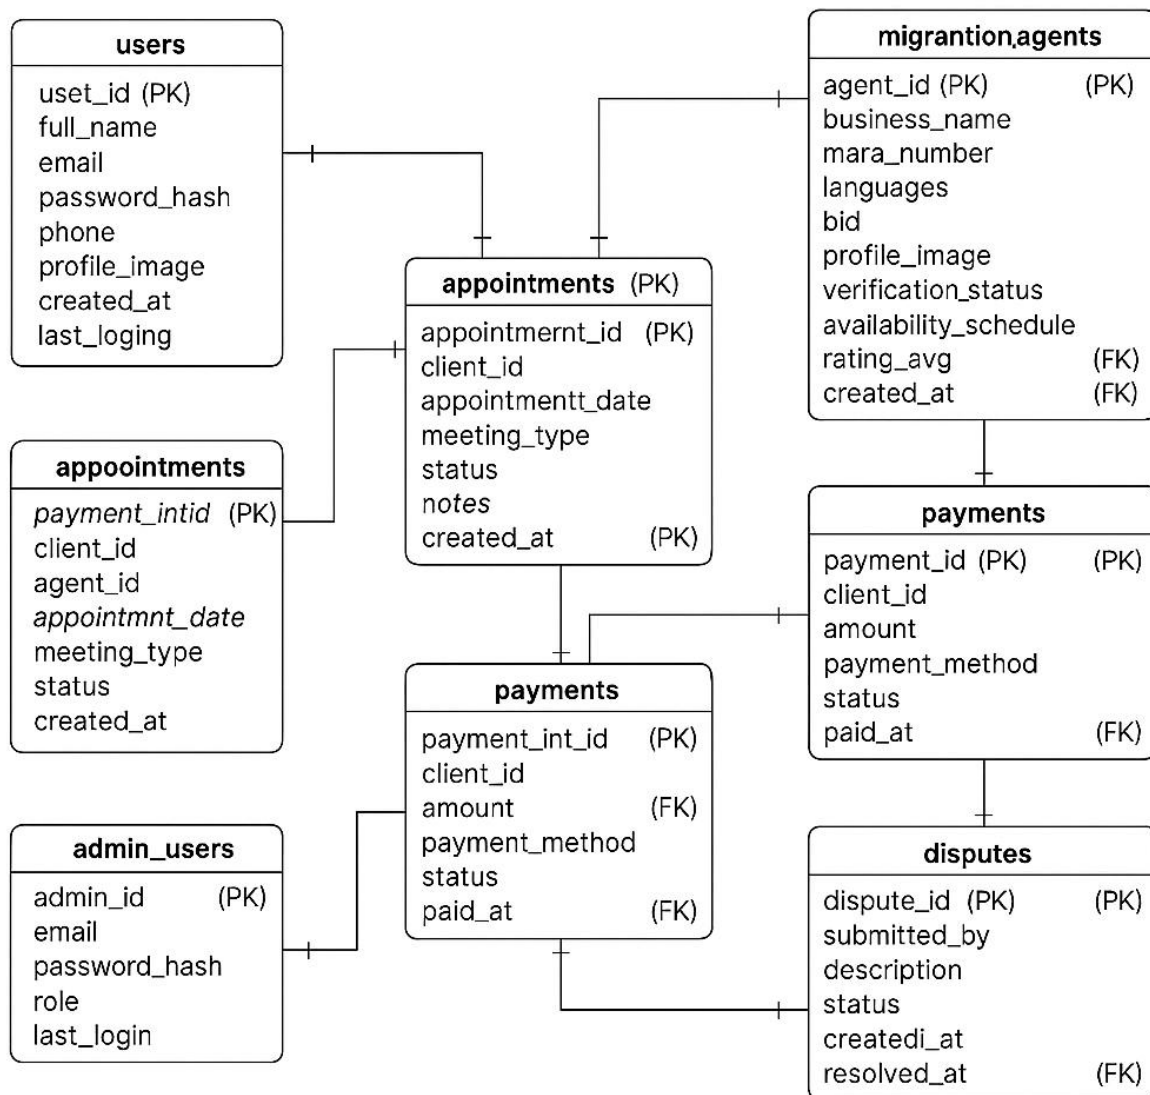 users
uset_id (PK)
full_name
email
password_hash
phone
profile_image
created_at
last_loging
migrantion.agents
agent_id (PK) (PK)
business_name
mara_number
languages
bid
profile_image
verification_status
availability_schedule
rating_avg (FK)
created_at (FK)
appointments (PK)
appointmernt_id (PK)
client_id
appointmentt_date
meeting_type
status
notes
created_at (PK)
appoointments
payment_intid (PK)
client_id
agent_id
appointmnt_date
meeting_type
status
created_at
payments
payment_id (PK) (PK)
client_id
amount
payment_method
status
paid_at (FK)
payments
payment_int_id (PK)
client_id
amount (FK)
payment_method
status
paid_at (FK)
admin_users
admin_id (PK)
email
password_hash
role
last_login
disputes
dispute_id (PK) (PK)
submitted_by
description
status
createdi_at
resolved_at (FK)